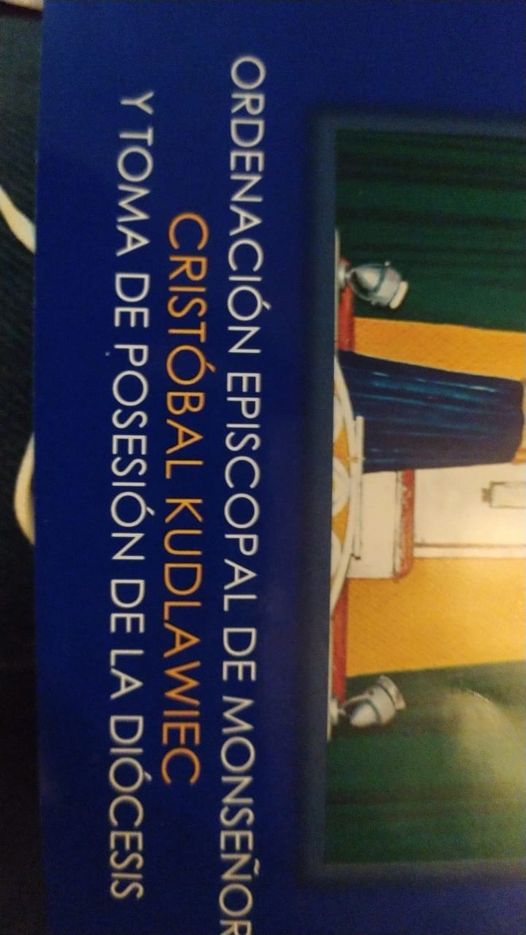 ORDENACIÓN EPISCOPAL DE MONSEÑOR
CRISTÓBAL KUDLAWIEC
Y TOMA DE POSESIÓN DE LA DIÓCESIS